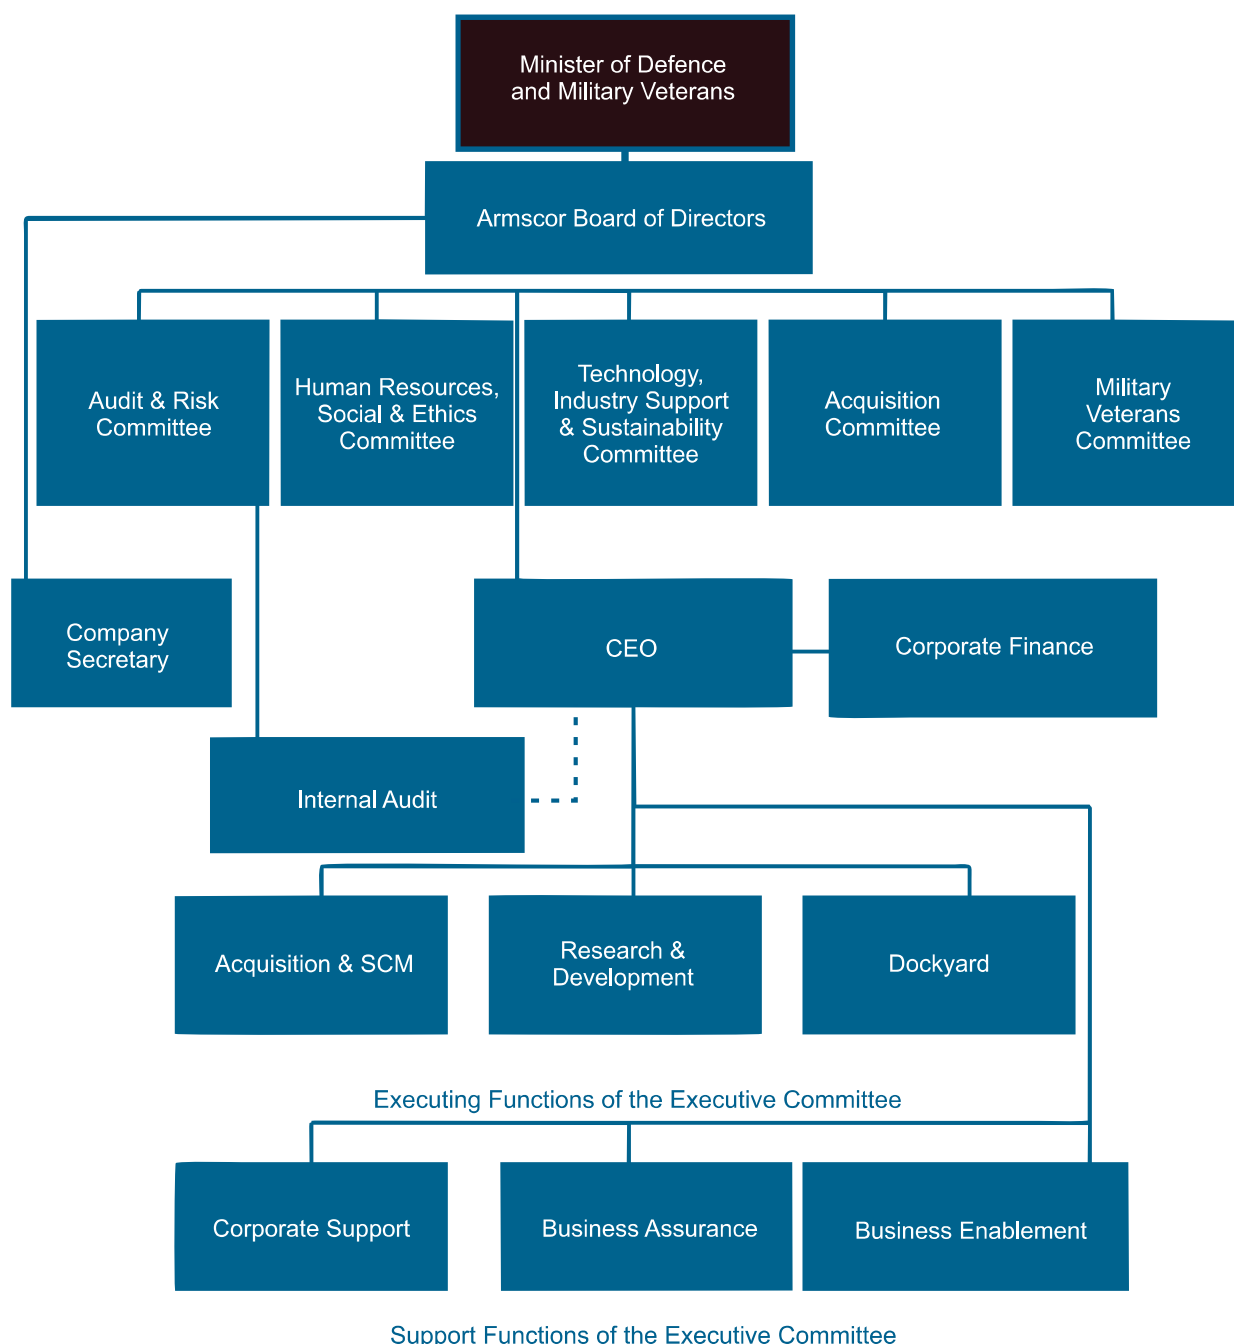 Minister of Defence
and Military Veterans
Armscor Board of Directors
Audit & Risk
Committee
Human Resources,
Social & Ethics
Committee
Technology,
Industry Support
& Sustainability
Committee
Acquisition
Committee
Military
Veterans
Committee
Company
Secretary
CEO
Corporate Finance
Internal Audit
Acquisition & SCM
Research &
Development
Dockyard
Executing Functions of the Executive Committee
Corporate Support
Business Assurance
Business Enablement
Support Functions of the Executive Committee